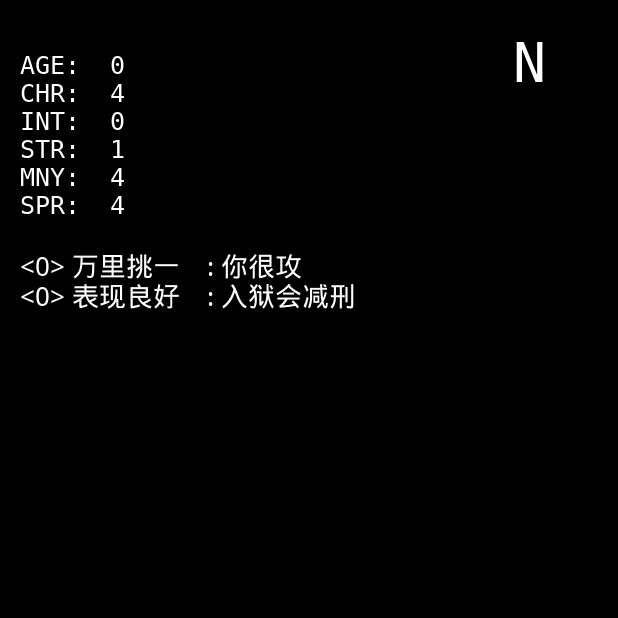 N
AGE: 0
CHR: 4
INT: 0
STR: 1
MNY: 4
SPR: 4
<O> 万里挑一 :你很攻
<O> 表现良好 :入狱会减刑